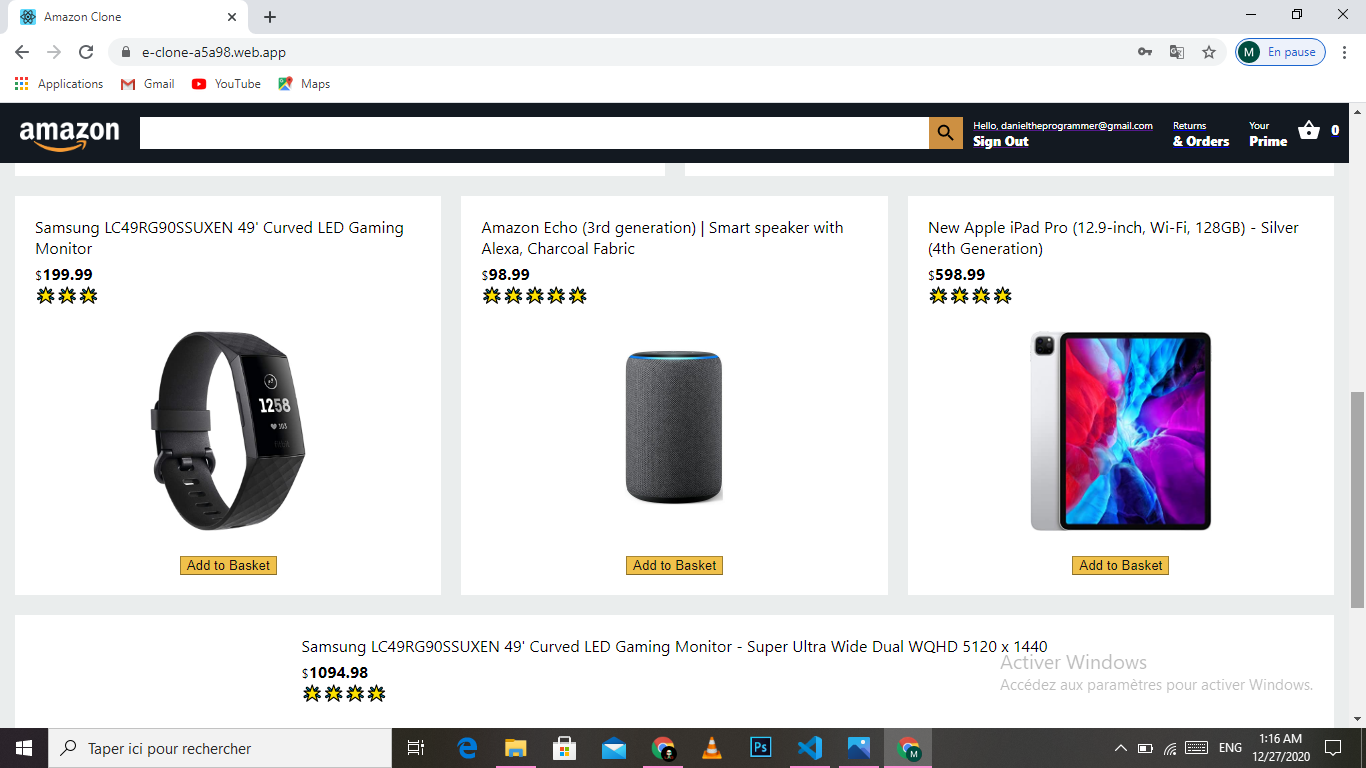 Amazon Clone
e-clone-a5a98.web.app
M En pause
Applications Gmail YouTube Maps
amazon
Hello, danieltheprogrammer@gmail.com
Sign Out
Returns
& Orders
Your
Prime
0
Samsung LC49RG90SSUXEN 49' Curved LED Gaming
Monitor
$199.99
1258
103
Add to Basket
Amazon Echo (3rd generation) | Smart speaker with
Alexa, Charcoal Fabric
$98.99
Add to Basket
New Apple iPad Pro (12.9-inch, Wi-Fi, 128GB) - Silver
(4th Generation)
$598.99
Add to Basket
Samsung LC49RG90SSUXEN 49' Curved LED Gaming Monitor - Super Ultra Wide Dual WQHD 5120 x 1440
$1094.98
Activer Windows
Accédez aux paramètres pour activer Windows.
Taper ici pour rechercher
Ps
M
ENG
1:16 AM
12/27/2020